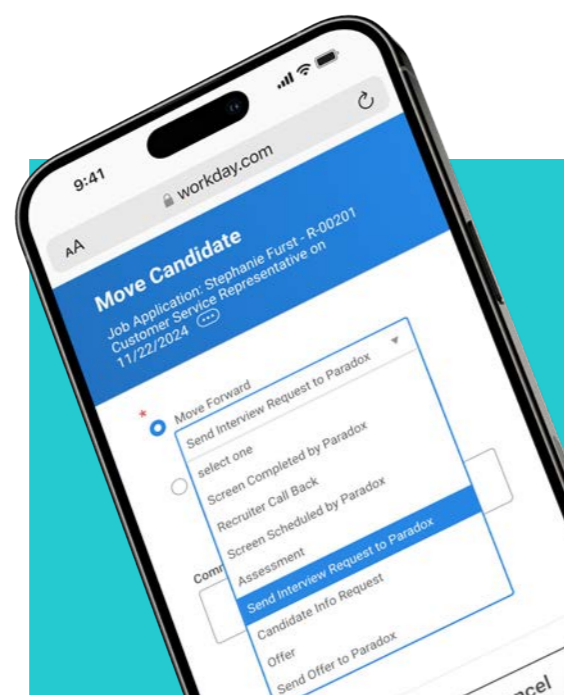 9:41
AA
workday.com
Move Candidate
Job Application: Stephanie Furst - R-00201
Customer Service Representative on
11/22/2024
* Move Forward
Send Interview Request to Paradox
select one
Screen Completed by Paradox
Recruiter Call Back
Screen Scheduled by Paradox
Assessment
Send Interview Request to Paradox
Candidate Info Request
Offer
Send Offer to Paradox